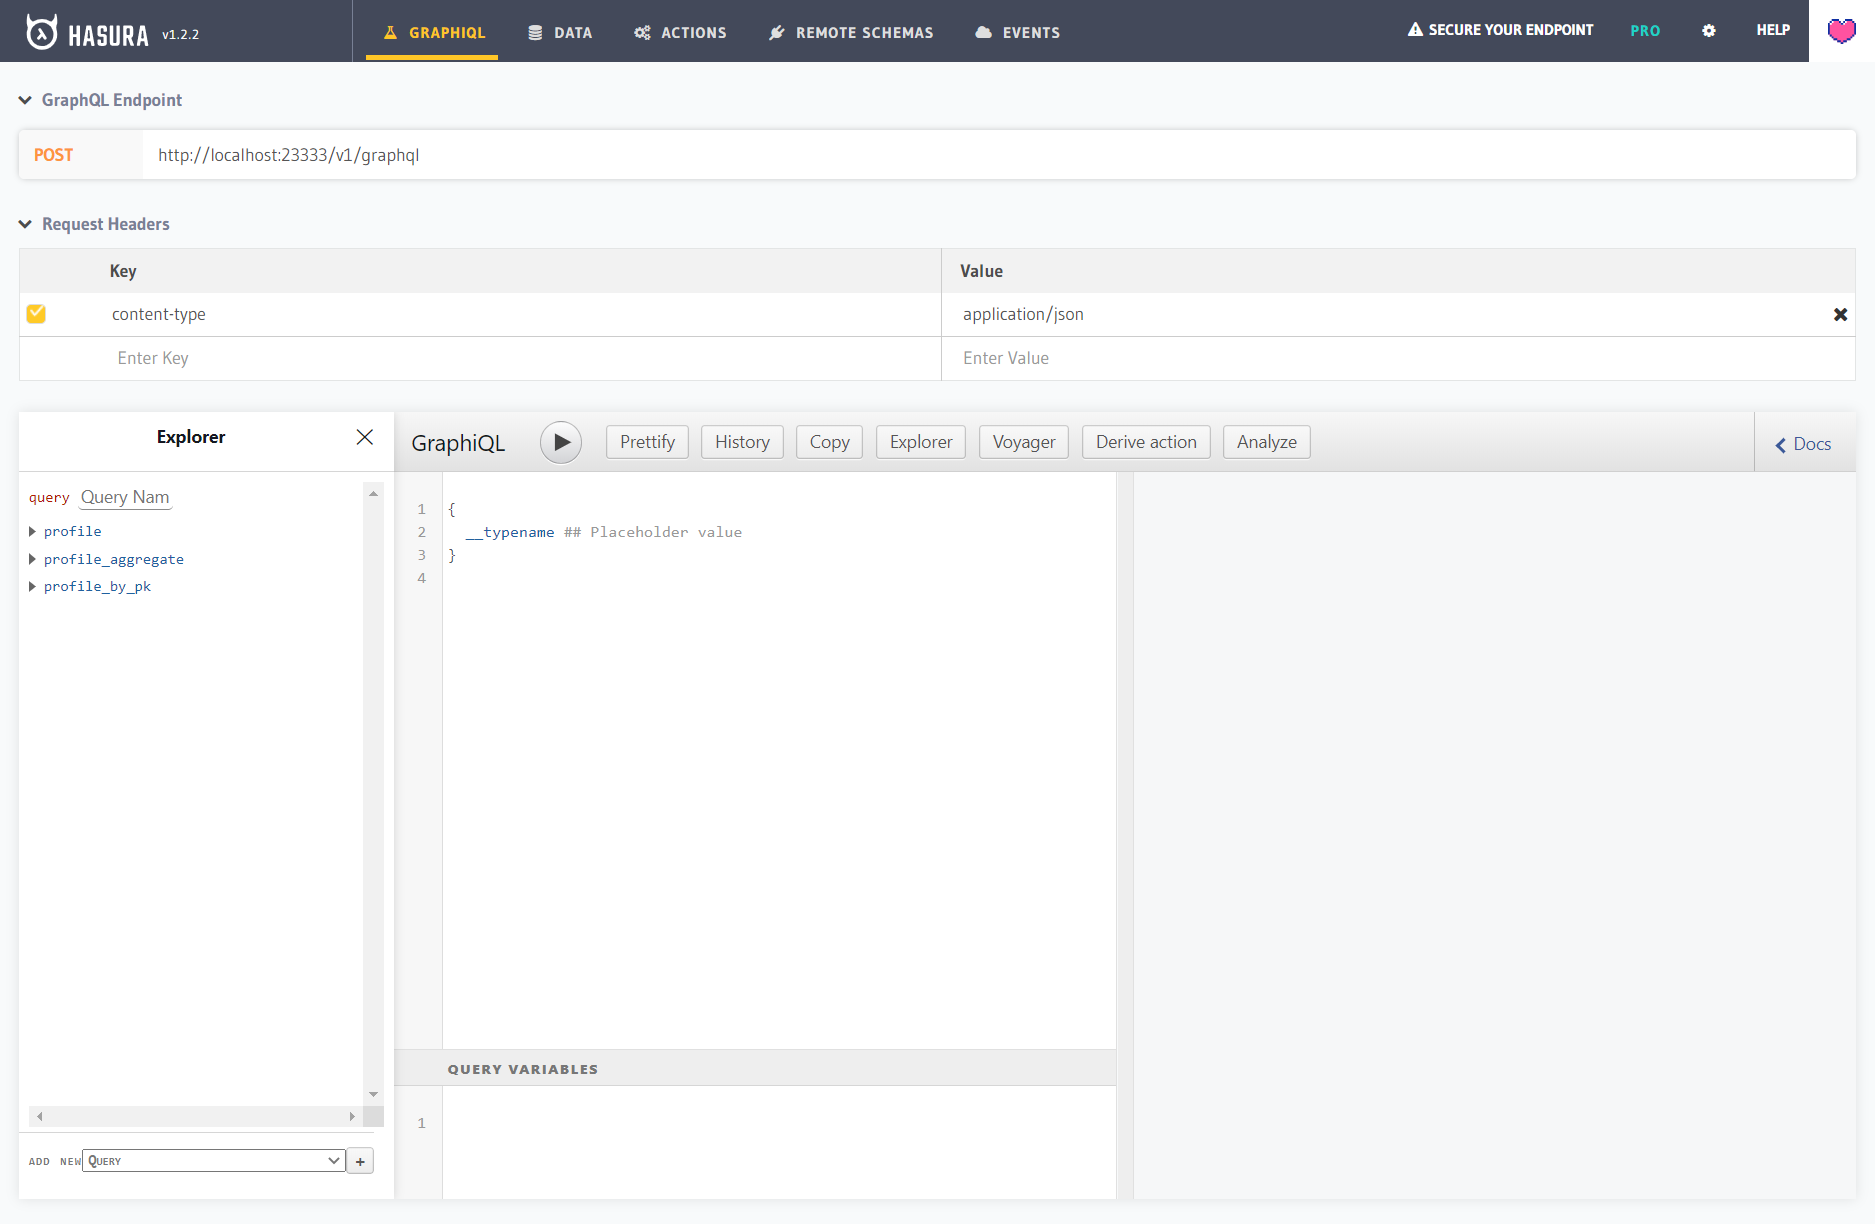 HASURA v1.2.2 GRAPHIQL DATA ACTIONS REMOTE SCHEMAS EVENTS SECURE YOUR ENDPOINT PRO HELP
GraphQL Endpoint
POST http://localhost:23333/v1/graphql
Request Headers
Key Value
content-type application/json
Enter Key Enter Value
Explorer
GraphiQL Prettify History Copy Explorer Voyager Derive action Analyze Docs
query Query Nam
profile
profile_aggregate
profile_by_pk
1 {
2 __typename ## Placeholder value
3 }
4
QUERY VARIABLES
1
ADD NEW QUERY +